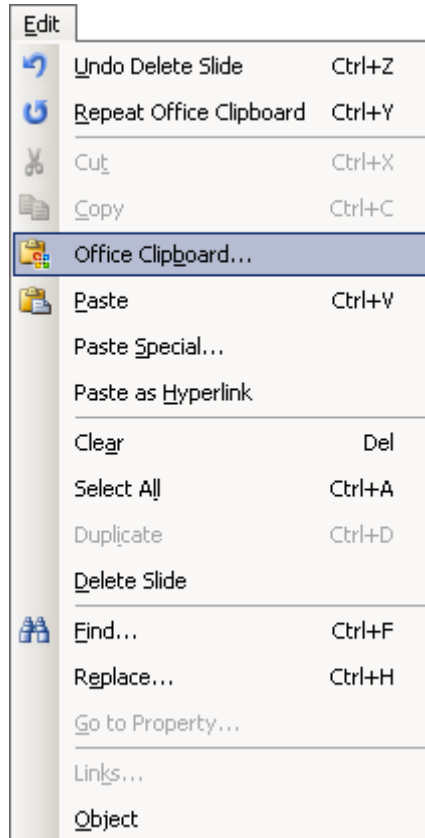 Edit
Undo Delete Slide Ctrl+Z
Repeat Office Clipboard Ctrl+Y
Cut Ctrl+X
Copy Ctrl+C
Office Clipboard...
Paste Ctrl+V
Paste Special...
Paste as Hyperlink
Clear Del
Select All Ctrl+A
Duplicate Ctrl+D
Delete Slide
Find... Ctrl+F
Replace... Ctrl+H
Go to Property...
Links...
Object